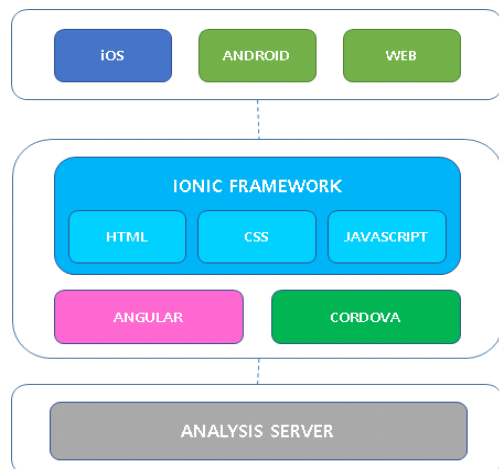 iOS ANDROID WEB
IONIC FRAMEWORK
HTML CSS JAVASCRIPT
ANGULAR CORDOVA
ANALYSIS SERVER